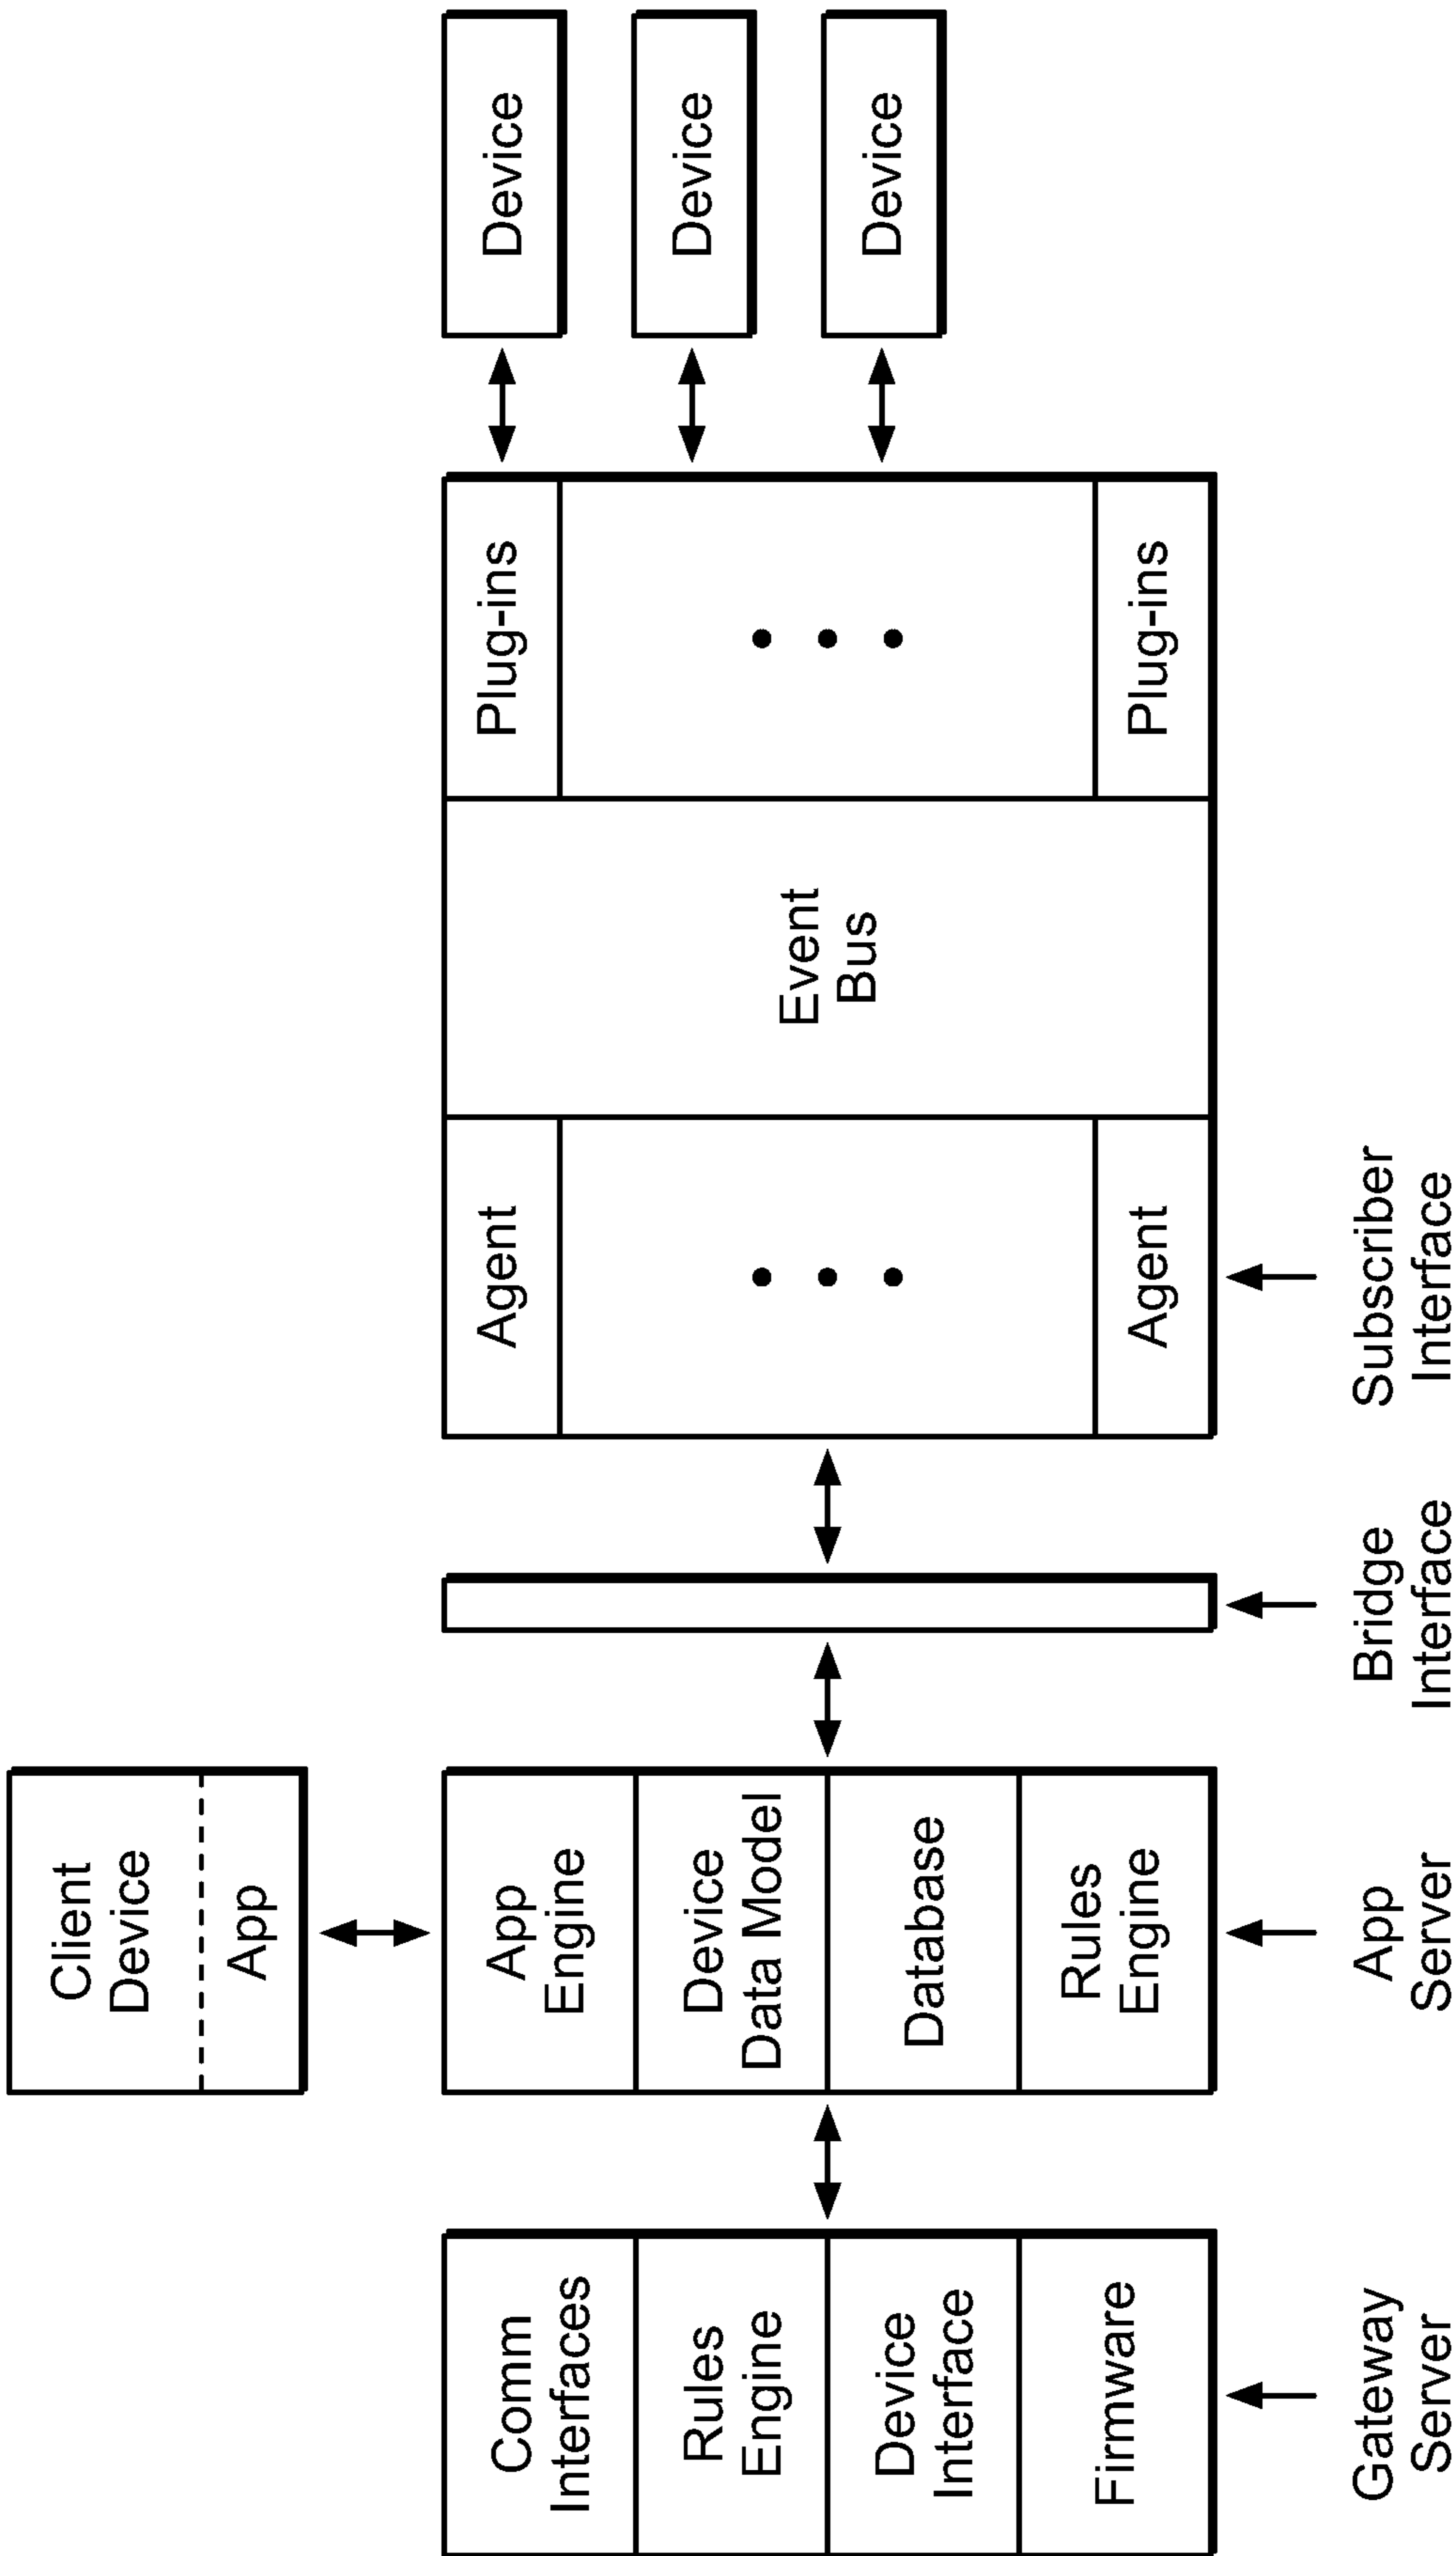 Client
Device
App
Comm
Interfaces
Rules
Engine
Device
Interface
Firmware
Gateway
Server
App
Engine
Device
Data Model
Database
Rules
Engine
App
Server
Bridge
Interface
Agent
Agent
Subscriber
Interface
Event
Bus
Plug-ins
Plug-ins
Device
Device
Device